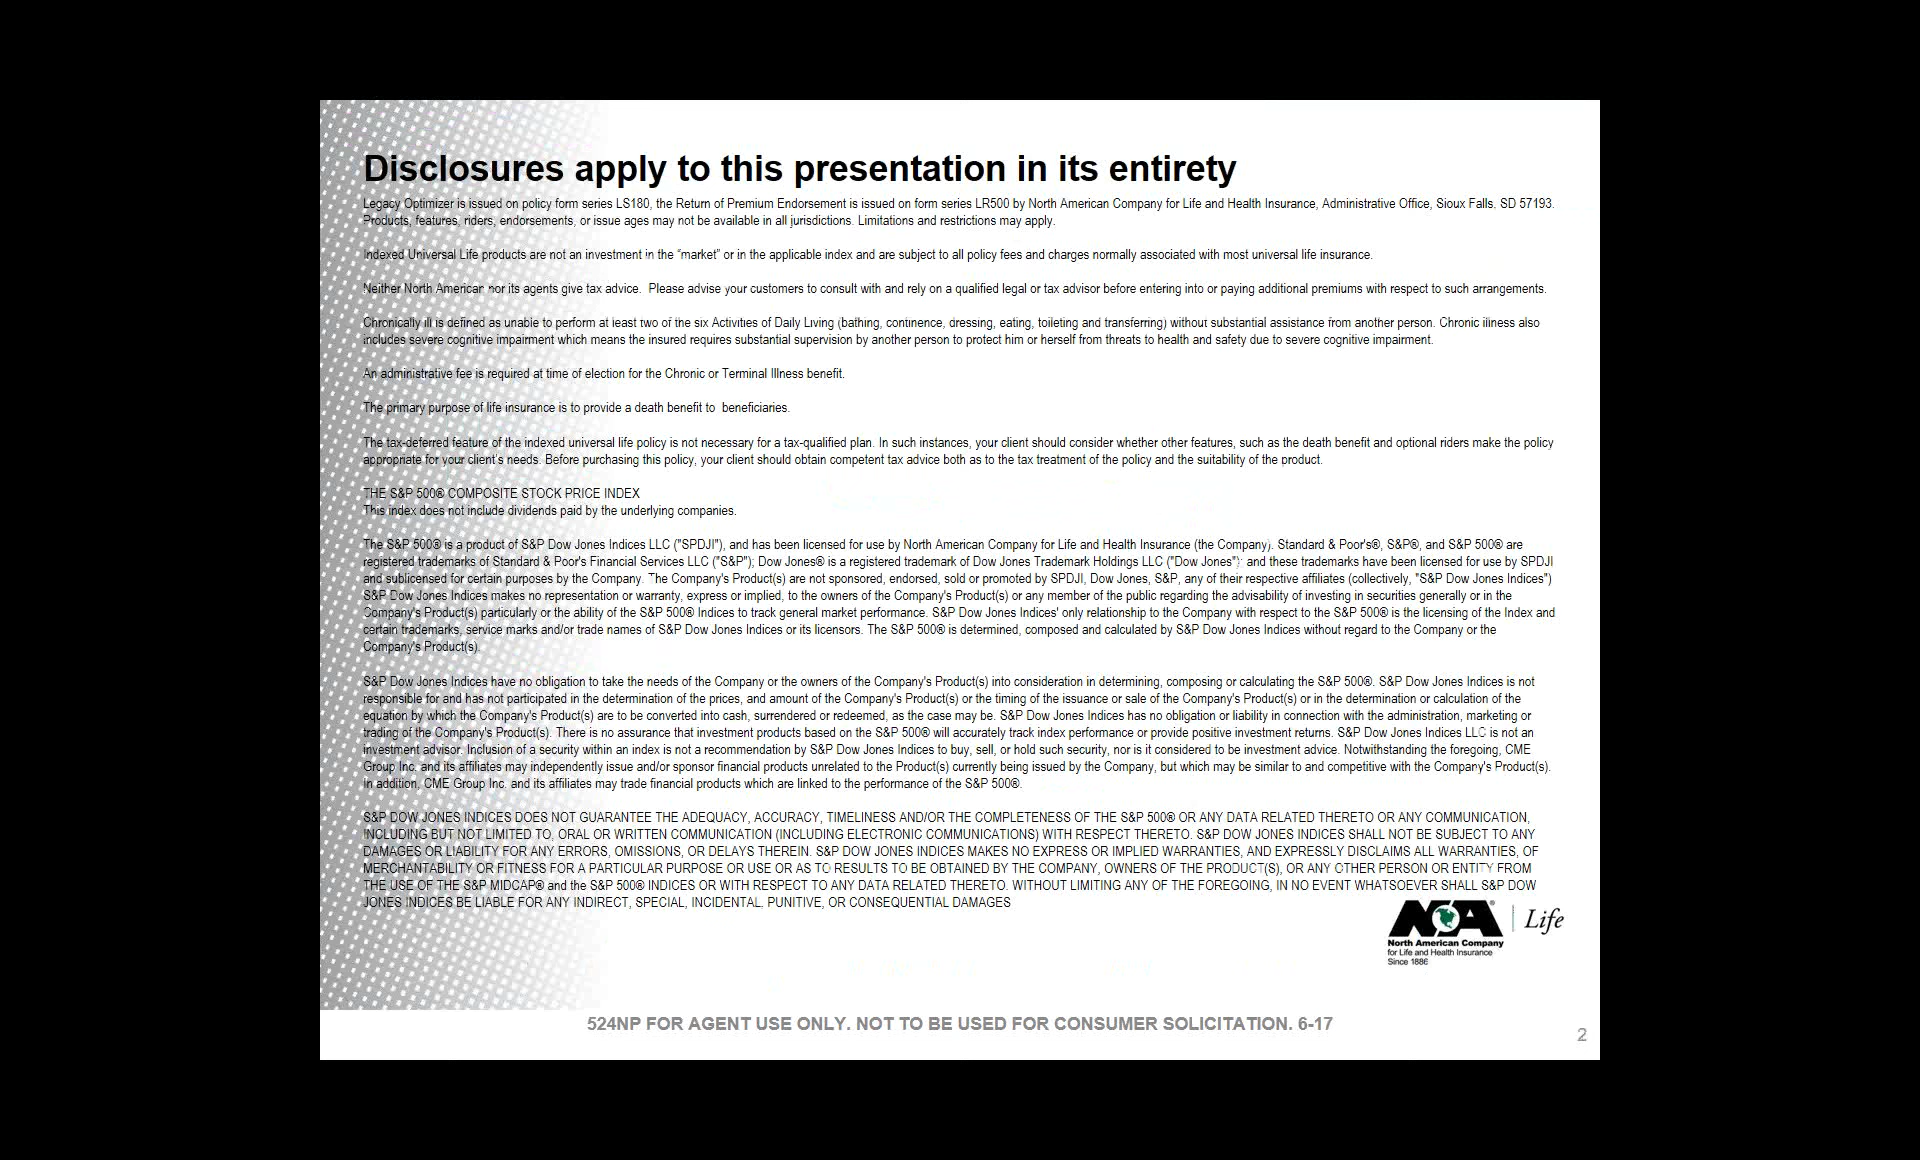 Disclosures apply to this presentation in its entirety
Legacy Optimizer is issued on policy form series LS180, the Return of Premium Endorsement is issued on form series LR500 by North American Company for Life and Health Insurance, Administrative Office, Sioux Falls, SD 57193.
Products, features, riders, endorsements, or issue ages may not be available in all jurisdictions. Limitations and restrictions may apply.
Indexed Universal Life products are not an investment in the “market” or in the applicable index and are subject to all policy fees and charges normally associated with most universal life insurance.
Neither North American nor its agents give tax advice.  Please advise your customers to consult with and rely on a qualified legal or tax advisor before entering into or paying additional premiums with respect to such arrangements.
Chronically ill is defined as unable to perform at least two of the six Activities of Daily Living (bathing, continence, dressing, eating, toileting and transferring) without substantial assistance from another person. Chronic illness also
includes severe cognitive impairment which means the insured requires substantial supervision by another person to protect him or herself from threats to health and safety due to severe cognitive impairment.
An administrative fee is required at time of election for the Chronic or Terminal Illness benefit.
The primary purpose of life insurance is to provide a death benefit to  beneficiaries.
The tax-deferred feature of the indexed universal life policy is not necessary for a tax-qualified plan. In such instances, your client should consider whether other features, such as the death benefit and optional riders make the policy
appropriate for your client's needs. Before purchasing this policy, your client should obtain competent tax advice both as to the tax treatment of the policy and the suitability of the product.
THE S&P 500® COMPOSITE STOCK PRICE INDEX
This index does not include dividends paid by the underlying companies.
The S&P 500® is a product of S&P Dow Jones Indices LLC ("SPDJI"), and has been licensed for use by North American Company for Life and Health Insurance (the Company). Standard & Poor's®, S&P®, and S&P 500® are
registered trademarks of Standard & Poor's Financial Services LLC ("S&P"); Dow Jones® is a registered trademark of Dow Jones Trademark Holdings LLC ("Dow Jones"); and these trademarks have been licensed for use by SPDJI
and sublicensed for certain purposes by the Company. The Company's Product(s) are not sponsored, endorsed, sold or promoted by SPDJI, Dow Jones, S&P, any of their respective affiliates (collectively, "S&P Dow Jones Indices")
S&P Dow Jones Indices makes no representation or warranty, express or implied, to the owners of the Company's Product(s) or any member of the public regarding the advisability of investing in securities generally or in the
Company's Product(s) particularly or the ability of the S&P 500® Indices to track general market performance. S&P Dow Jones Indices' only relationship to the Company with respect to the S&P 500® is the licensing of the Index and
certain trademarks, service marks and/or trade names of S&P Dow Jones Indices or its licensors. The S&P 500® is determined, composed and calculated by S&P Dow Jones Indices without regard to the Company or the
Company's Product(s).
S&P Dow Jones Indices have no obligation to take the needs of the Company or the owners of the Company's Product(s) into consideration in determining, composing or calculating the S&P 500®. S&P Dow Jones Indices is not
responsible for and has not participated in the determination of the prices, and amount of the Company's Product(s) or the timing of the issuance or sale of the Company's Product(s) or in the determination or calculation of the
equation by which the Company's Product(s) are to be converted into cash, surrendered or redeemed, as the case may be. S&P Dow Jones Indices has no obligation or liability in connection with the administration, marketing or
trading of the Company's Product(s). There is no assurance that investment products based on the S&P 500® will accurately track index performance or provide positive investment returns. S&P Dow Jones Indices LLC is not an
investment advisor. Inclusion of a security within an index is not a recommendation by S&P Dow Jones Indices to buy, sell, or hold such security, nor is it considered to be investment advice. Notwithstanding the foregoing, CME
Group Inc. and its affiliates may independently issue and/or sponsor financial products unrelated to the Product(s) currently being issued by the Company, but which may be similar to and competitive with the Company's Product(s).
In addition, CME Group Inc. and its affiliates may trade financial products which are linked to the performance of the S&P 500®.
S&P DOW JONES INDICES DOES NOT GUARANTEE THE ADEQUACY, ACCURACY, TIMELINESS AND/OR THE COMPLETENESS OF THE S&P 500® OR ANY DATA RELATED THERETO OR ANY COMMUNICATION,
INCLUDING BUT NOT LIMITED TO, ORAL OR WRITTEN COMMUNICATION (INCLUDING ELECTRONIC COMMUNICATIONS) WITH RESPECT THERETO. S&P DOW JONES INDICES SHALL NOT BE SUBJECT TO ANY
DAMAGES OR LIABILITY FOR ANY ERRORS, OMISSIONS, OR DELAYS THEREIN. S&P DOW JONES INDICES MAKES NO EXPRESS OR IMPLIED WARRANTIES, AND EXPRESSLY DISCLAIMS ALL WARRANTIES, OF
MERCHANTABILITY OR FITNESS FOR A PARTICULAR PURPOSE OR USE OR AS TO RESULTS TO BE OBTAINED BY THE COMPANY, OWNERS OF THE PRODUCT(S), OR ANY OTHER PERSON OR ENTITY FROM
THE USE OF THE S&P MIDCAP® and the S&P 500® INDICES OR WITH RESPECT TO ANY DATA RELATED THERETO. WITHOUT LIMITING ANY OF THE FOREGOING, IN NO EVENT WHATSOEVER SHALL S&P DOW
JONES INDICES BE LIABLE FOR ANY INDIRECT, SPECIAL, INCIDENTAL, PUNITIVE, OR CONSEQUENTIAL DAMAGES
NA® | Life
North American Company
for Life and Health Insurance
Since 1886
524NP FOR AGENT USE ONLY. NOT TO BE USED FOR CONSUMER SOLICITATION. 6-17
2